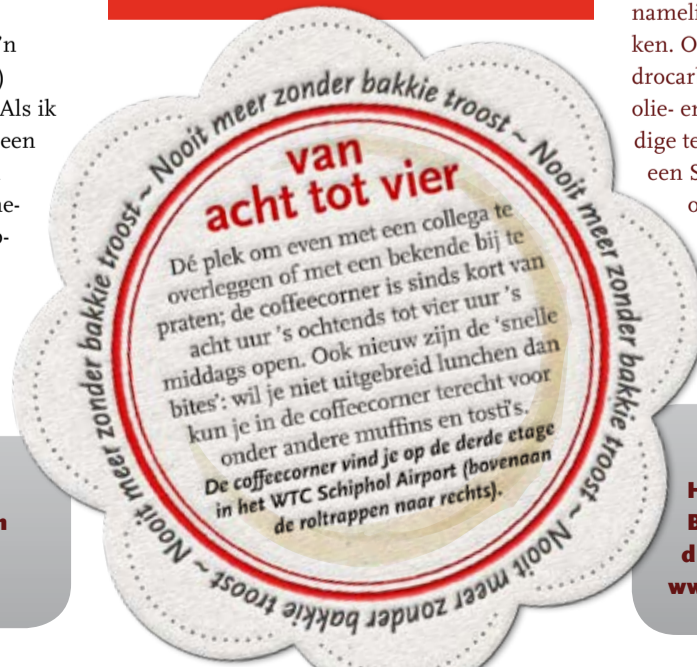 ’n
)
Als ik
een
Nooit meer zonder bakkie troost ~ Nooit meer zonder bakkie troost ~ Nooit meer zonder bakkie troost ~ Nooit meer zonder bakkie troost ~
van
acht tot vier
Dé plek om even met een collega te
overleggen of met een bekende bij te
praten; de coffeecorner is sinds kort van
acht uur ’s ochtends tot vier uur ’s
middags open. Ook nieuw zijn de ‘snelle
bites’: wil je niet uitgebreid lunchen dan
kun je in de coffeecorner terecht voor
onder andere muffins en tosti’s.
De coffeecorner vind je op de derde etage
in het WTC Schiphol Airport (bovenaan
de roltrappen naar rechts).
ken. O
olie- e
dige te
een S